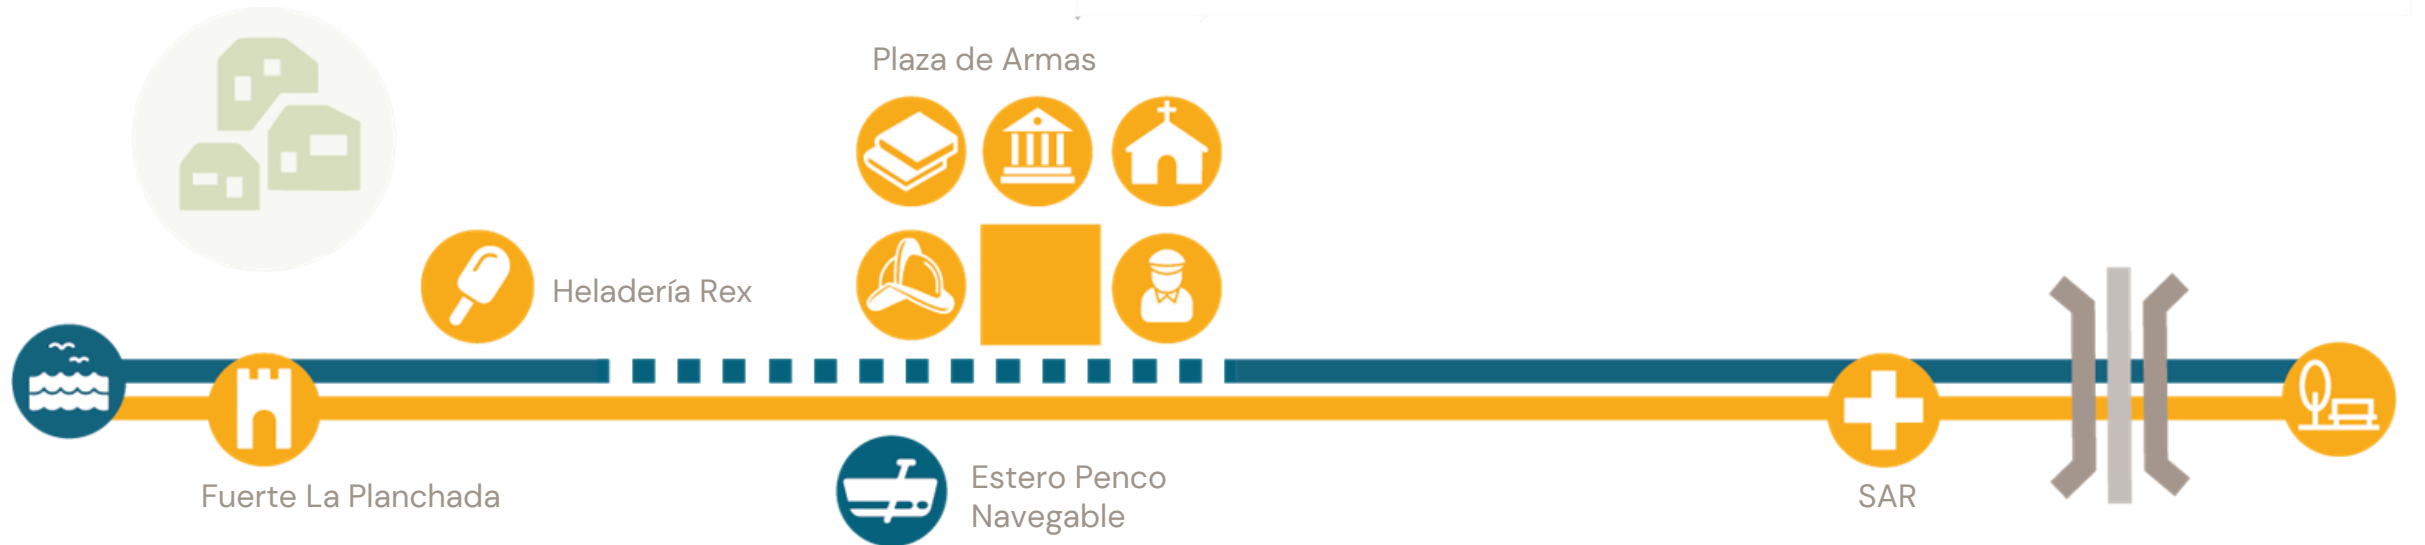 Plaza de Armas
Heladería Rex
Fuerte La Planchada
Estero Penco
Navegable
SAR